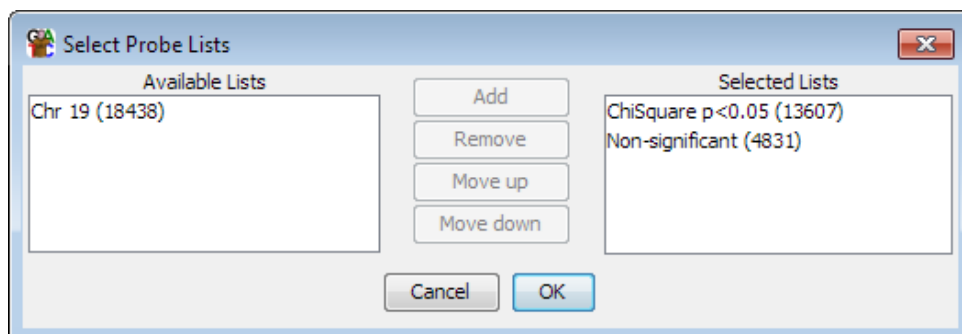 Select Probe Lists
Available Lists
Chr 19 (18438)
Add
Remove
Move up
Move down
Selected Lists
ChiSquare p<0.05 (13607)
Non-significant (4831)
Cancel
OK